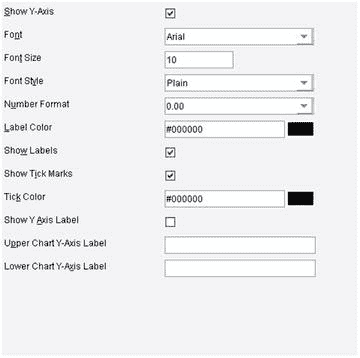 Show Y-Axis
Font Arial
Font Size 10
Font Style Plain
Number Format 0.00
Label Color #000000
Show Labels
Show Tick Marks
Tick Color #000000
Show Y Axis Label
Upper Chart Y-Axis Label
Lower Chart Y-Axis Label